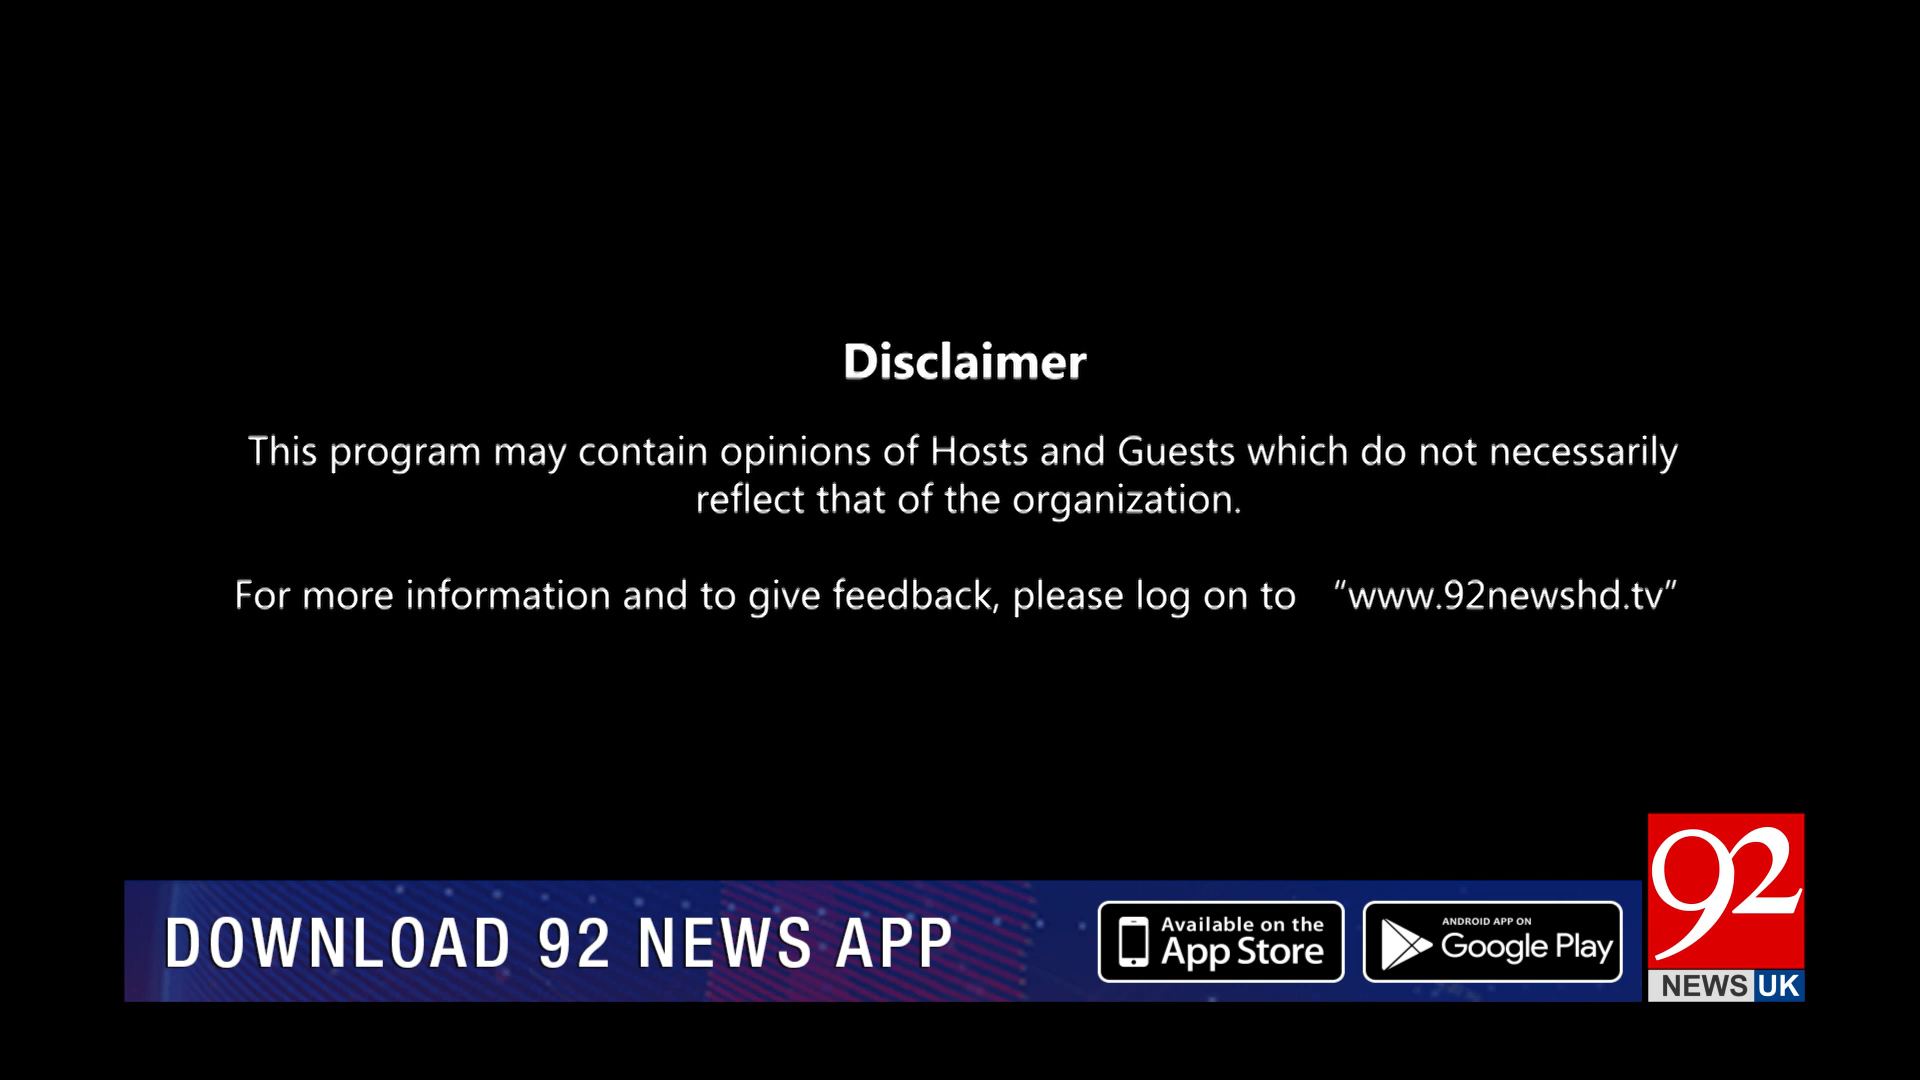 Disclaimer
This program may contain opinions of Hosts and Guests which do not necessarily
reflect that of the organization.
For more information and to give feedback, please log on to “www.92newshd.tv”
DOWNLOAD 92 NEWS APP
Available on the
App Store
ANDROID APP ON
Google Play
92
NEWS UK